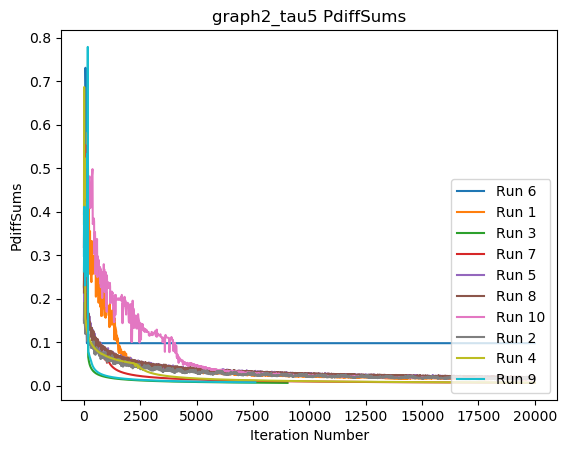 graph2_tau5 PdiffSums
0.8
0.7
0.6
0.5
0.4
0.3
0.2
0.1
0.0
PdiffSums
Run 6
Run 1
Run 3
Run 7
Run 5
Run 8
Run 10
Run 2
Run 4
Run 9
0 2500 5000 7500 10000 12500 15000 17500 20000
Iteration Number